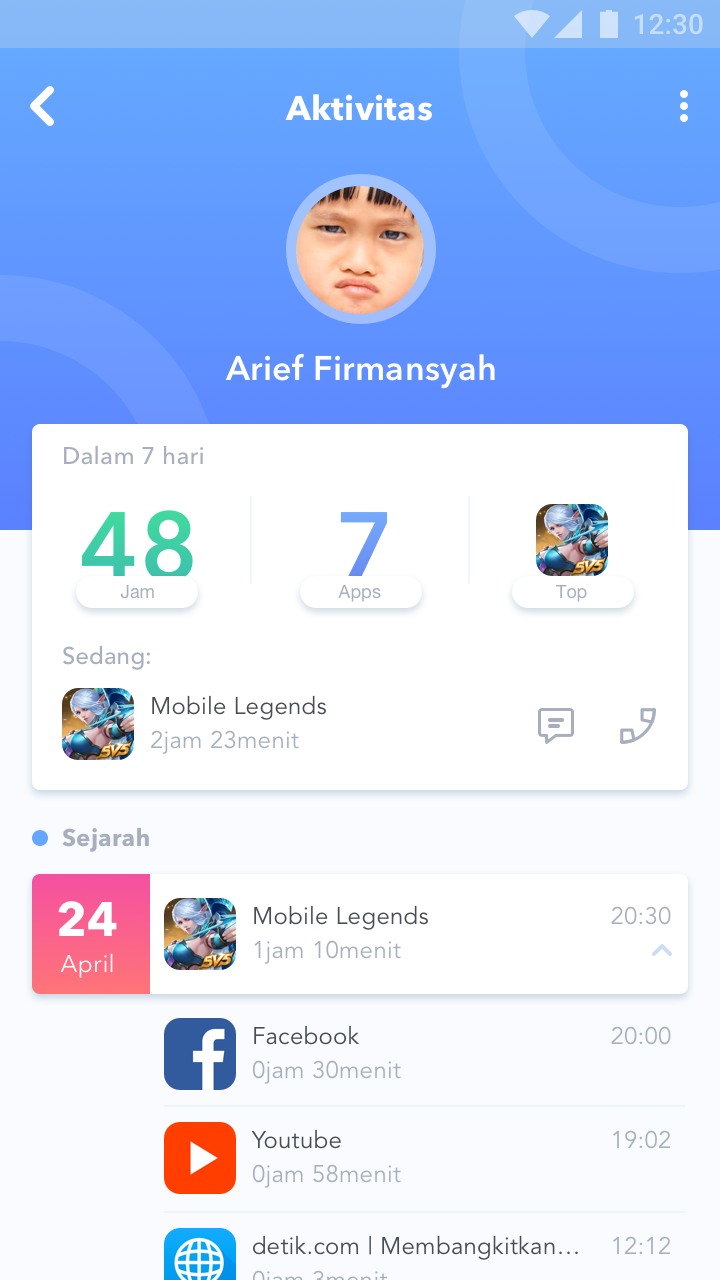 12:30
Aktivitas
Arief Firmansyah
Dalam 7 hari
48
7
5V5
Jam
Apps
Top
Sedang:
Mobile Legends
2jam 23menit
5V5
Sejarah
24
April
Mobile Legends
20:30
1jam 10menit
5V5
Facebook
20:00
0jam 30menit
Youtube
19:02
0jam 58menit
detik.com | Membangkitkan...
12:12
0jam 3menit